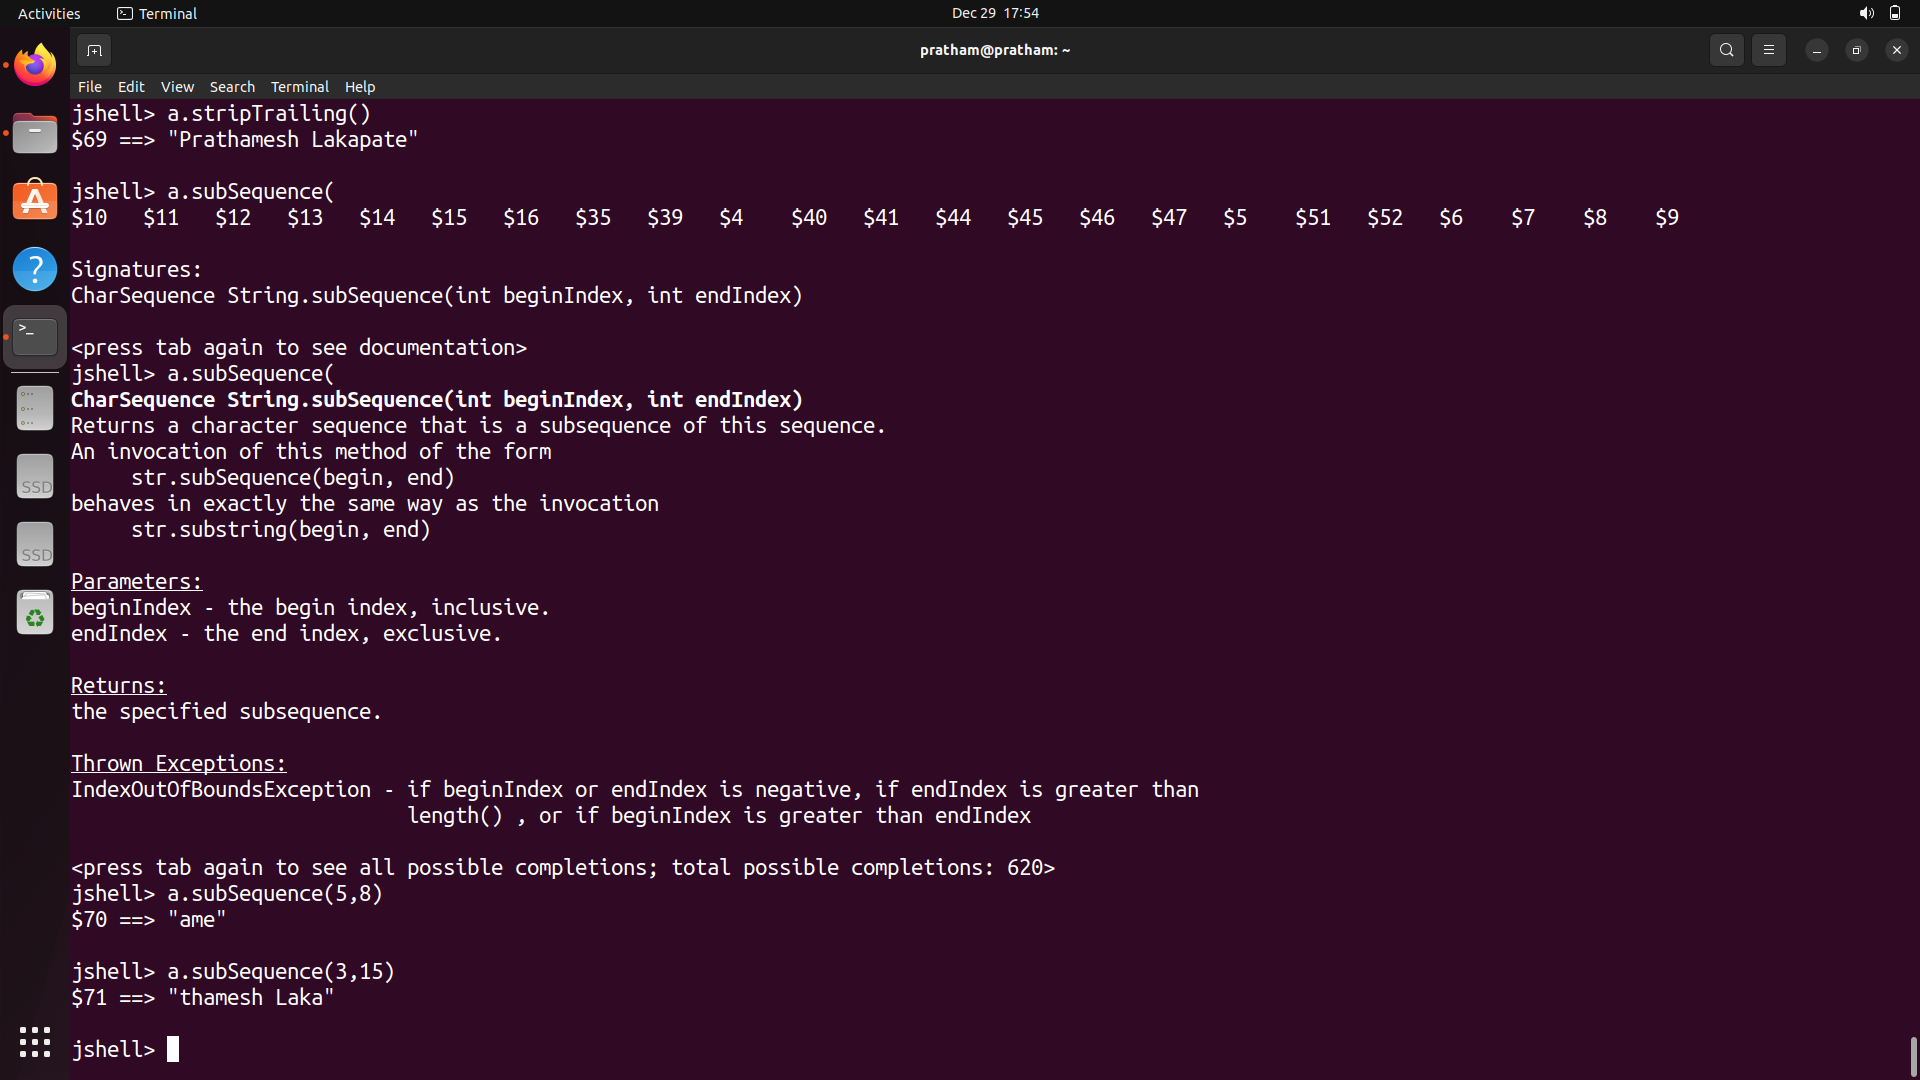 Activities Terminal Dec 29 17:54
pratham@pratham: ~
File Edit View Search Terminal Help
jshell> a.stripTrailing()
$69 ==> "Prathamesh Lakapate"
jshell> a.subSequence(
$10 $11 $12 $13 $14 $15 $16 $35 $39 $4 $40 $41 $44 $45 $46 $47 $5 $51 $52 $6 $7 $8 $9
Signatures:
CharSequence String.subSequence(int beginIndex, int endIndex)
<press tab again to see documentation>
jshell> a.subSequence(
CharSequence String.subSequence(int beginIndex, int endIndex)
Returns a character sequence that is a subsequence of this sequence.
An invocation of this method of the form
str.subSequence(begin, end)
behaves in exactly the same way as the invocation
str.substring(begin, end)
Parameters:
beginIndex - the begin index, inclusive.
endIndex - the end index, exclusive.
Returns:
the specified subsequence.
Thrown Exceptions:
IndexOutOfBoundsException - if beginIndex or endIndex is negative, if endIndex is greater than
length() , or if beginIndex is greater than endIndex
<press tab again to see all possible completions; total possible completions: 620>
jshell> a.subSequence(5,8)
$70 ==> "ame"
jshell> a.subSequence(3,15)
$71 ==> "thamesh Laka"
jshell>
SSD
SSD